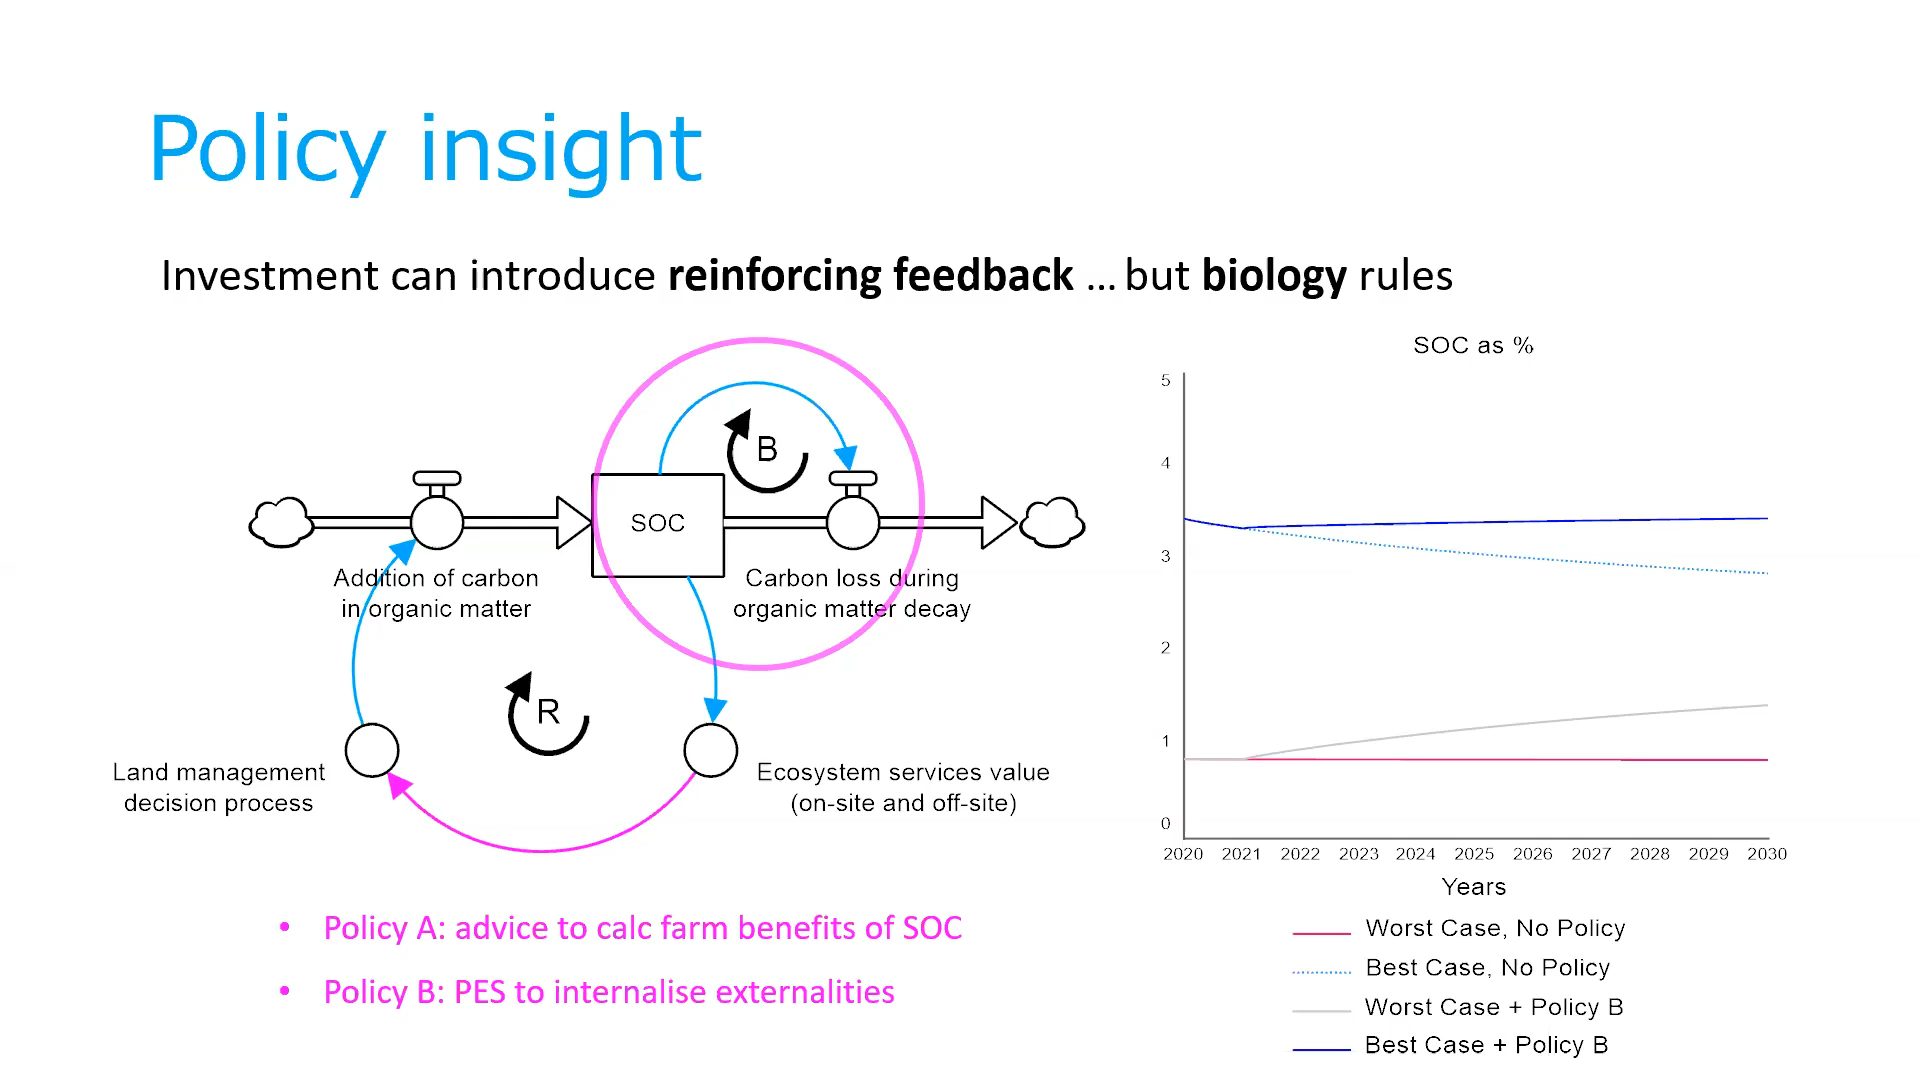 Policy insight
Investment can introduce reinforcing feedback ... but biology rules
B
SOC
Addition of carbon
in organic matter
Carbon loss during
organic matter decay
R
Land management
decision process
Ecosystem services value
(on-site and off-site)
• Policy A: advice to calc farm benefits of SOC
• Policy B: PES to internalise externalities
SOC as %
5
4
3
2
1
0
2020 2021 2022 2023 2024 2025 2026 2027 2028 2029 2030
Years
Worst Case, No Policy
Best Case, No Policy
Worst Case + Policy B
Best Case + Policy B